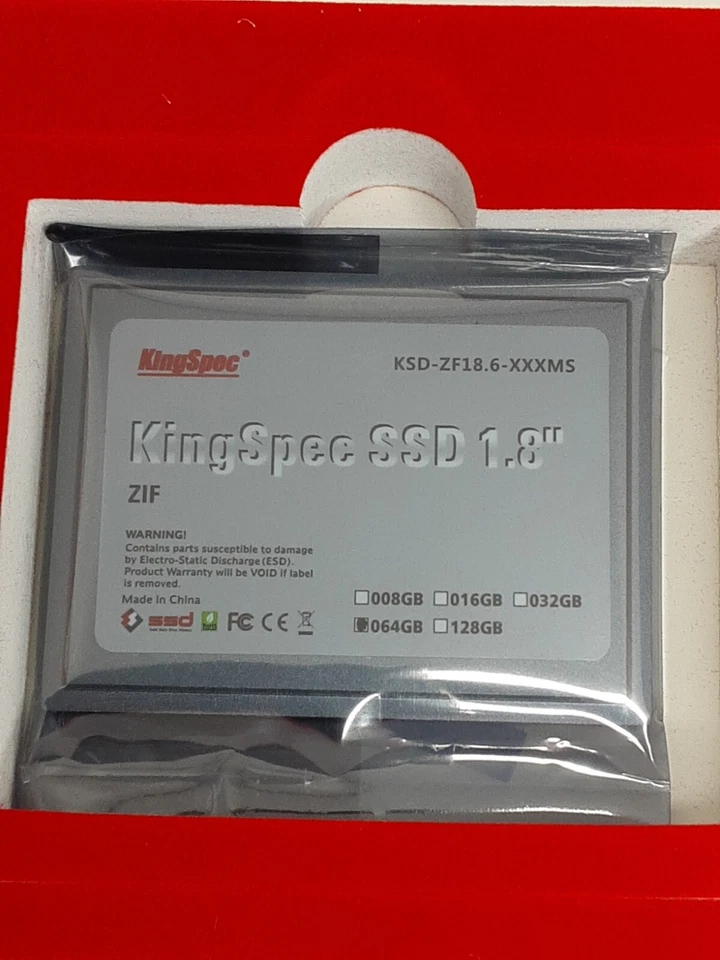 KingSpec®
KSD-ZF18.6-XXXMS
KingSpec SSD 1.8"
ZIF
WARNING!
Contains parts susceptible to damage
by Electro-Static Discharge (ESD).
Product Warranty will be VOID if label
is removed.
Made in China
008GB 016GB 032GB
ssd FC CE 064GB 128GB